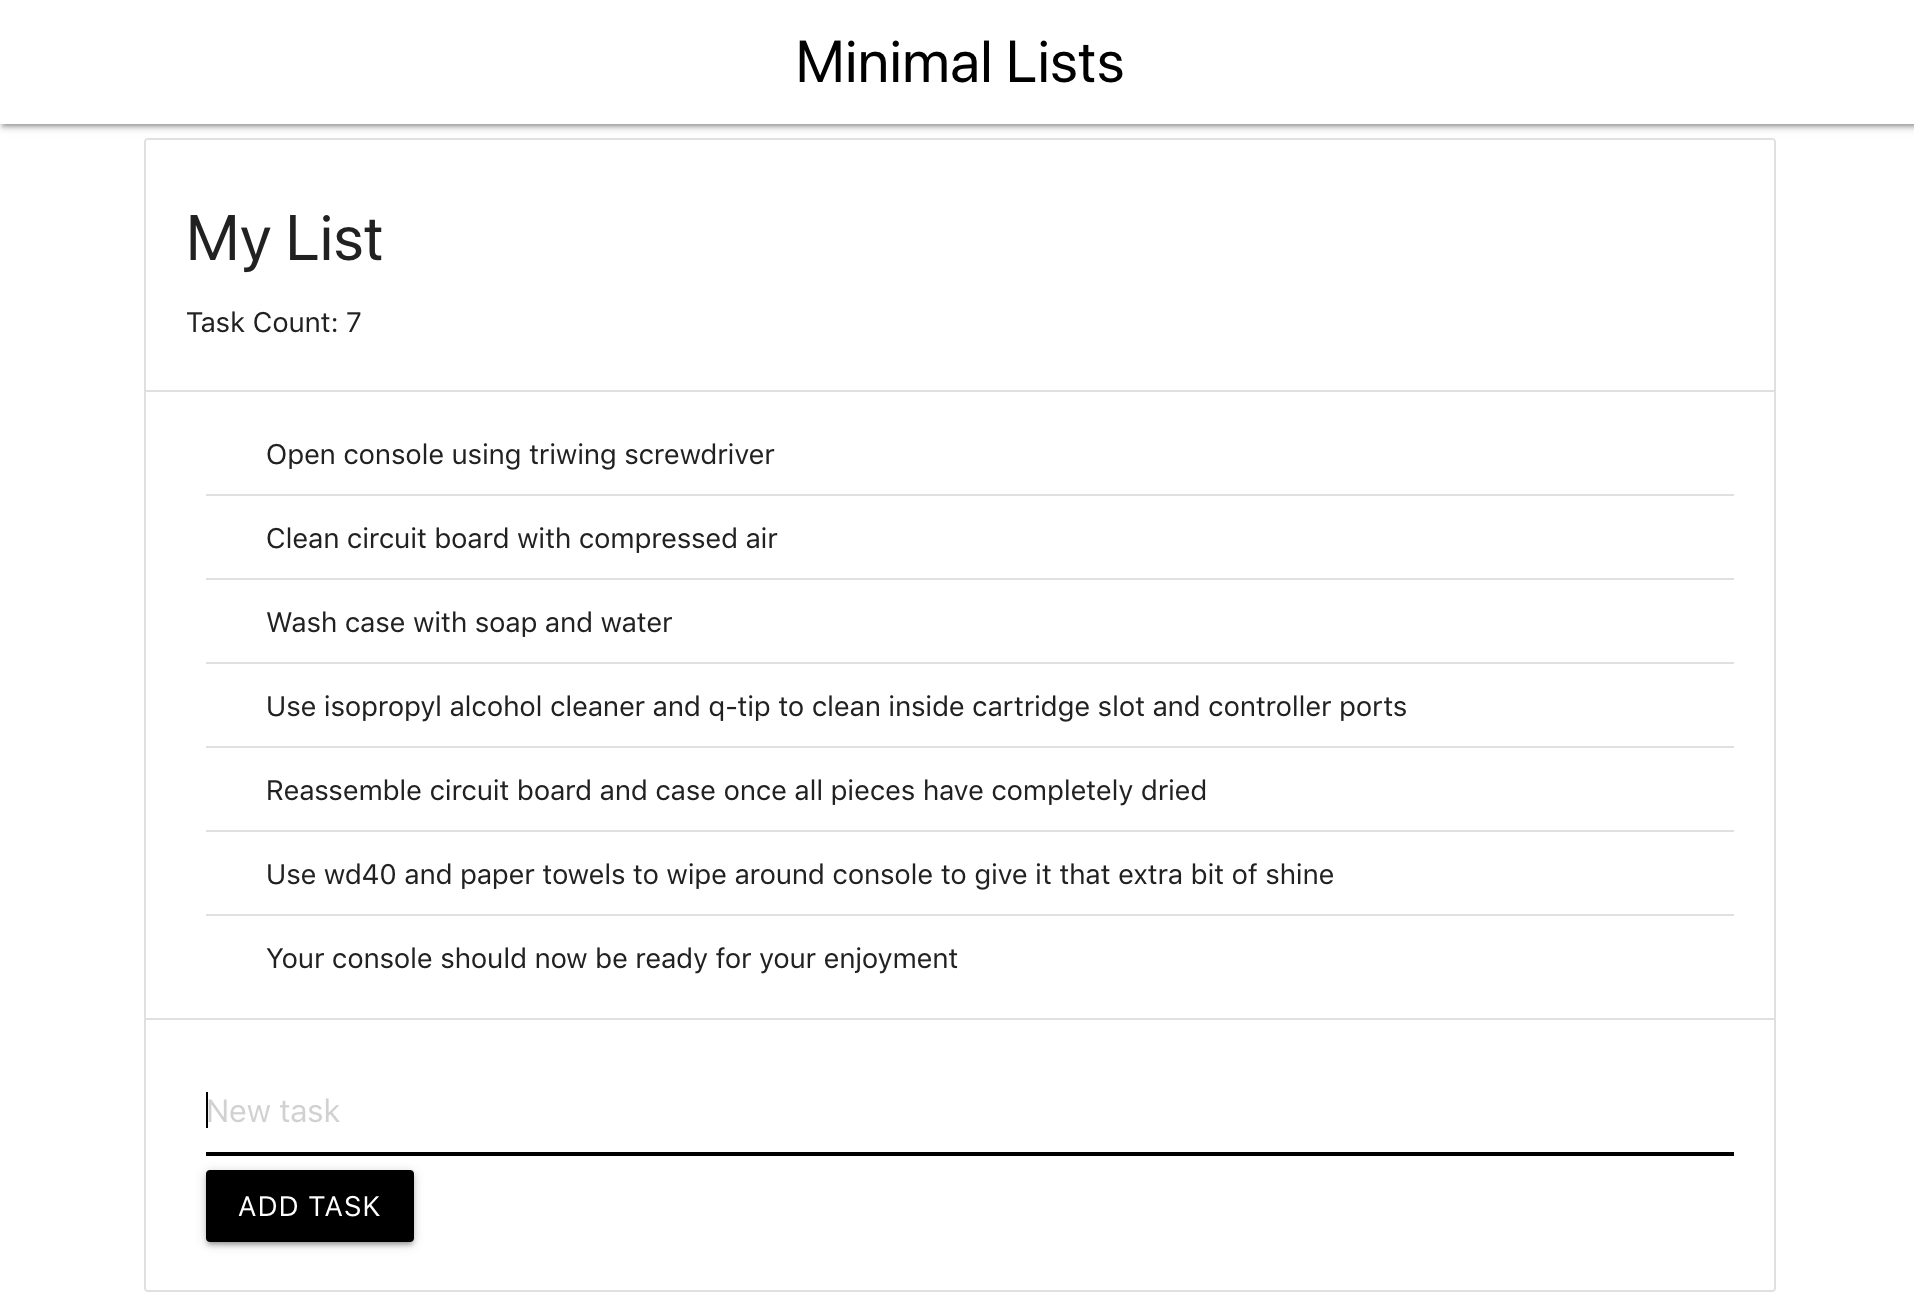 Minimal Lists
My List
Task Count: 7
Open console using triwing screwdriver
Clean circuit board with compressed air
Wash case with soap and water
Use isopropyl alcohol cleaner and q-tip to clean inside cartridge slot and controller ports
Reassemble circuit board and case once all pieces have completely dried
Use wd40 and paper towels to wipe around console to give it that extra bit of shine
Your console should now be ready for your enjoyment
New task
ADD TASK